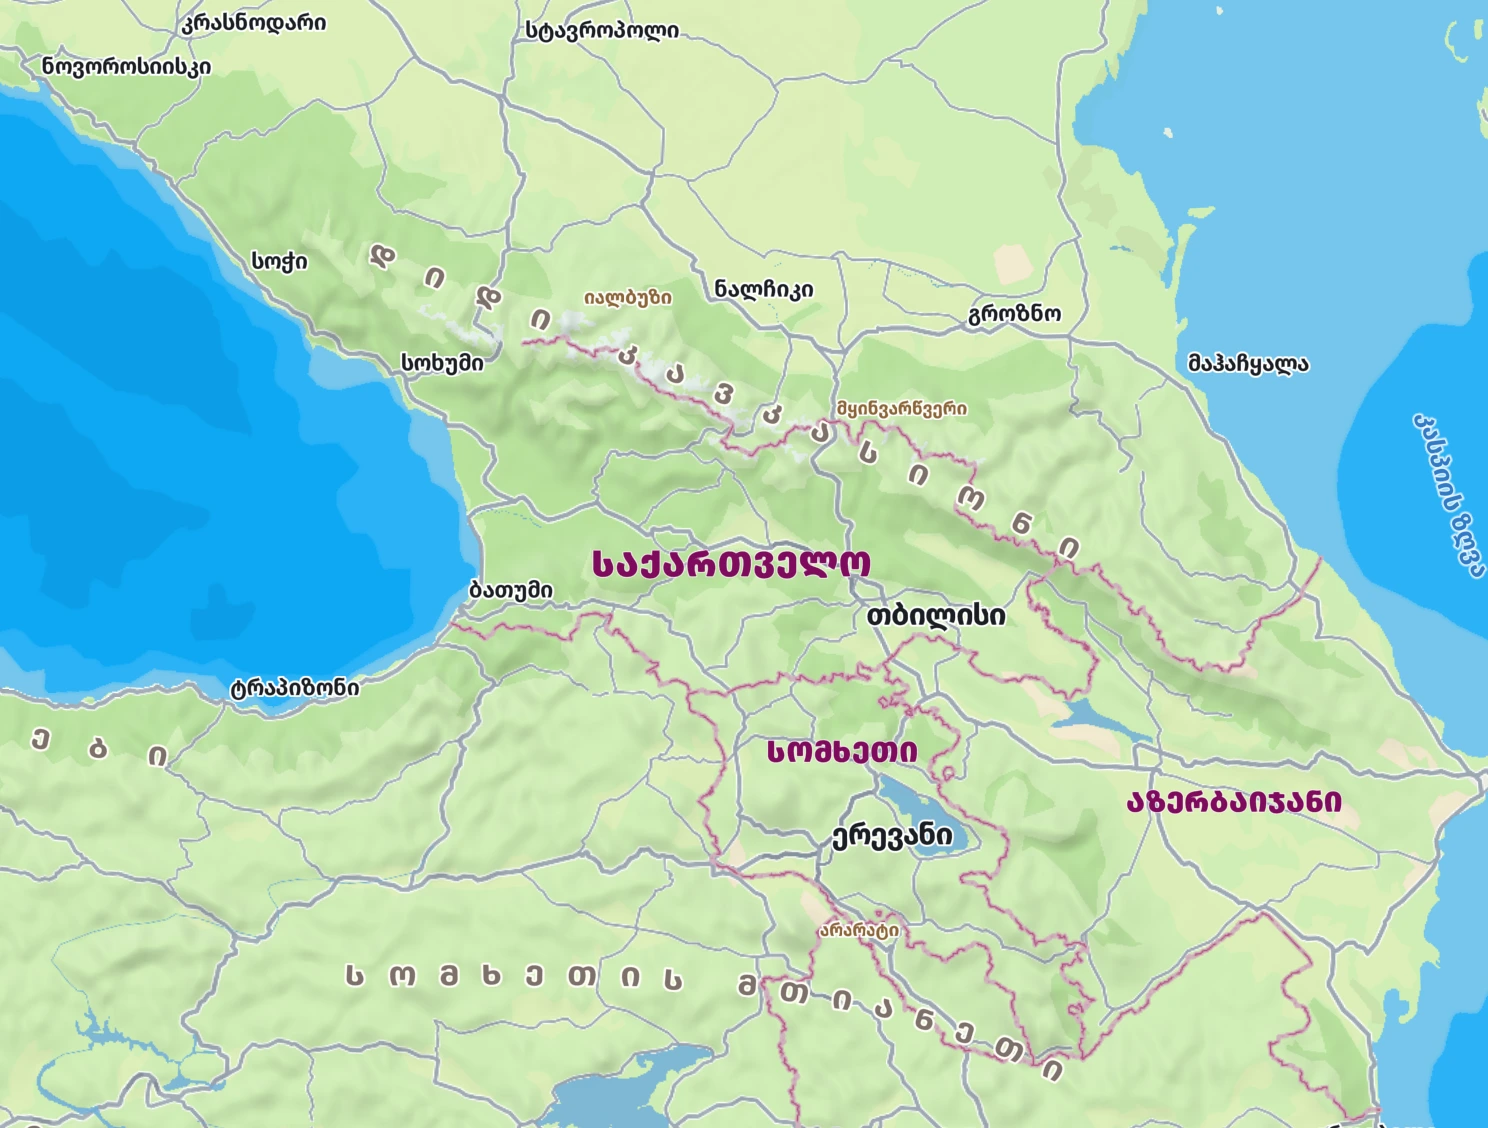 კრასნოდარი
სტავროპოლი
ნოვოროსიისკი
სოჭი
დიდი კავკასიონი
იალბუზი
ნალჩიკი
გროზნო
სოხუმი
მაჰაჩყალა
მყინვარწვერი
კასპიის ზღვა
საქართველო
ბათუმი
თბილისი
ტრაპიზონი
ები
სომხეთი
აზერბაიჯანი
ერევანი
არარატი
სომხეთის მთიანეთი